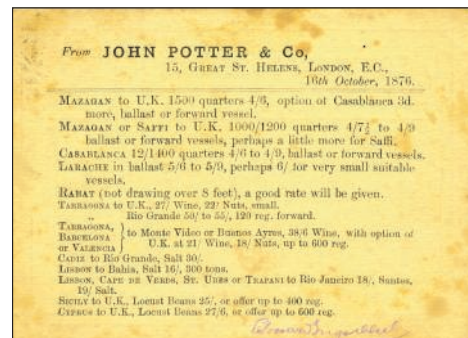 From JOHN POTTER & Co,
15, GREAT ST. HELENS, LONDON, E.C.,
16th October, 1876.
MAZAGAN to U.K. 1500 quarters 4/6, option of Casablanca 3d.
more, ballast or forward vessel.
MAZAGAN or SAFFI to U.K. 1000/1200 quarters 4/7½ to 4/9
ballast or forward vessels, perhaps a little more for Saffi.
CASABLANCA 12/1400 quarters 4/6 to 4/9, ballast or forward vessels.
LARACHE in ballast 5/6 to 5/9, perhaps 6/ for very small suitable
vessels.
RABAT (not drawing over 8 feet), a good rate will be given.
TARRAGONA to U.K., 27/ Wine, 22/ Nuts, small.
„ Rio Grande 50/ to 55/, 120 reg. forward.
TARRAGONA,
BARCELONA
or VALENCIA } to Monte Video or Buenos Ayres, 38/6 Wine, with option of
U.K. at 21/ Wine, 18/ Nuts, up to 600 reg.
CADIZ to Rio Grande, Salt 30/.
LISBON to Bahia, Salt 16/, 300 tons.
LISBON, CAPE DE VERDS, ST. UBES or TRAPANI to Rio Janeiro 18/, Santos,
19/ Salt.
SICILY to U.K., Locust Beans 25/, or offer up to 400 reg.
CYPRUS to U.K., Locust Beans 27/6, or offer up to 600 reg.